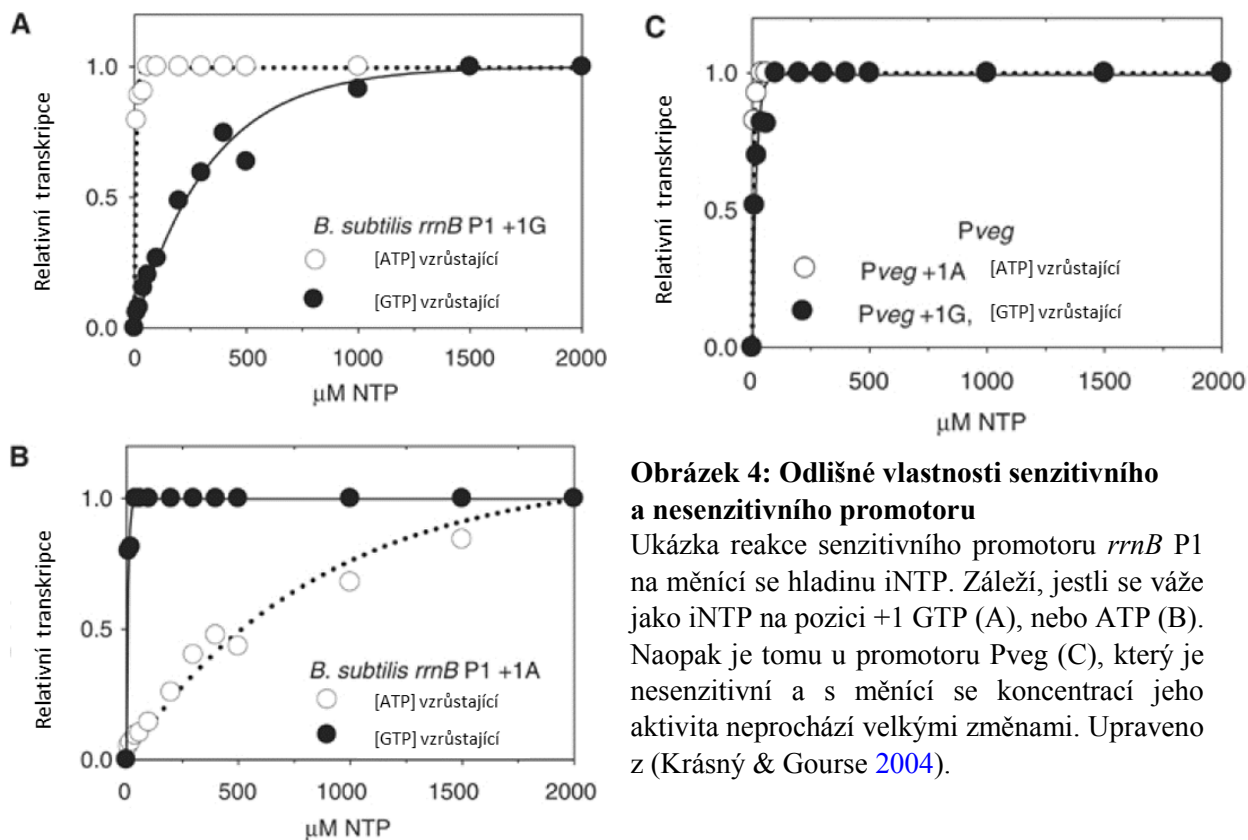 A
Relativní transkripce
1.0
0.5
0.0
B. subtilis rrnB P1 +1G
[ATP] vzrůstající
[GTP] vzrůstající
0 500 1000 1500 2000
μM NTP
B
Relativní transkripce
1.0
0.5
0.0
B. subtilis rrnB P1 +1A
[ATP] vzrůstající
[GTP] vzrůstající
0 500 1000 1500 2000
μM NTP
C
Relativní transkripce
1.0
0.5
0.0
Pveg
Pveg +1A [ATP] vzrůstající
Pveg +1G, [GTP] vzrůstající
0 500 1000 1500 2000
μM NTP
Obrázek 4: Odlišné vlastnosti senzitivního
a nesenzitivního promotoru
Ukázka reakce senzitivního promotoru rrnB P1
na měnící se hladinu iNTP. Záleží, jestli se váže
jako iNTP na pozici +1 GTP (A), nebo ATP (B).
Naopak je tomu u promotoru Pveg (C), který je
nesenzitivní a s měnící se koncentrací jeho
aktivita neprochází velkými změnami. Upraveno
z (Krásný & Gourse 2004).